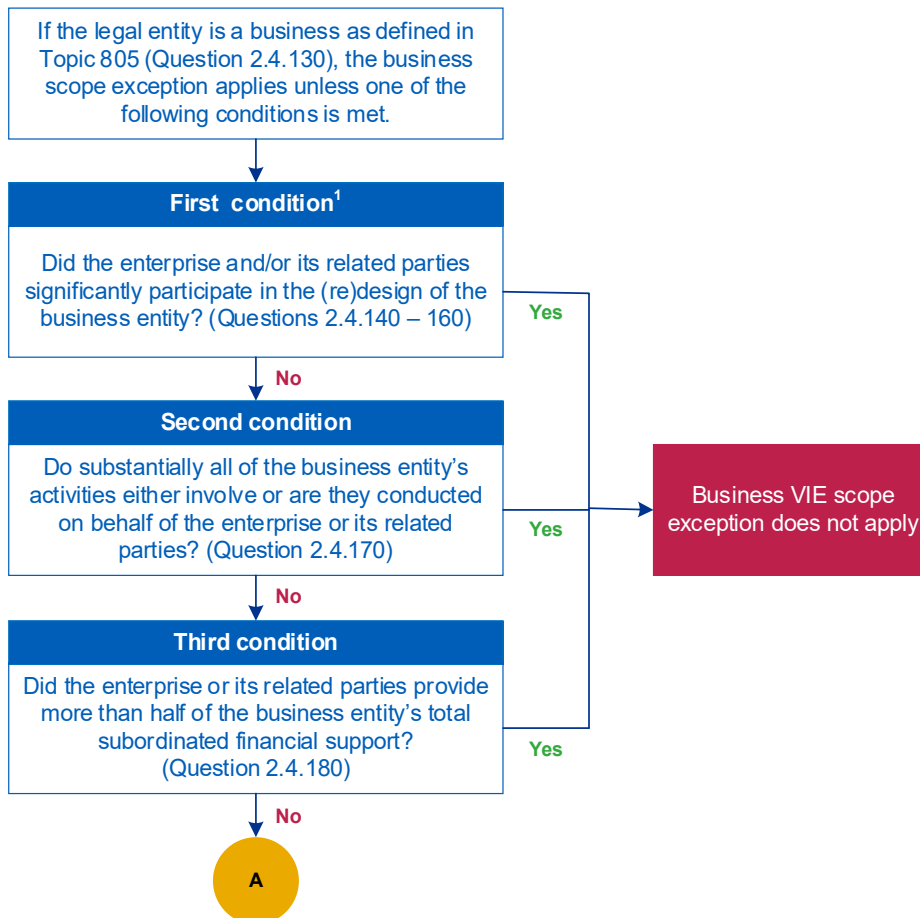 If the legal entity is a business as defined in
Topic 805 (Question 2.4.130), the business
scope exception applies unless one of the
following conditions is met.
First condition1
Did the enterprise and/or its related parties
significantly participate in the (re)design of the
business entity? (Questions 2.4.140 – 160)
Yes
No
Second condition
Do substantially all of the business entity's
activities either involve or are they conducted
on behalf of the enterprise or its related
parties? (Question 2.4.170)
Yes
Business VIE scope
exception does not apply
No
Third condition
Did the enterprise or its related parties provide
more than half of the business entity's total
subordinated financial support?
(Question 2.4.180)
Yes
No
A